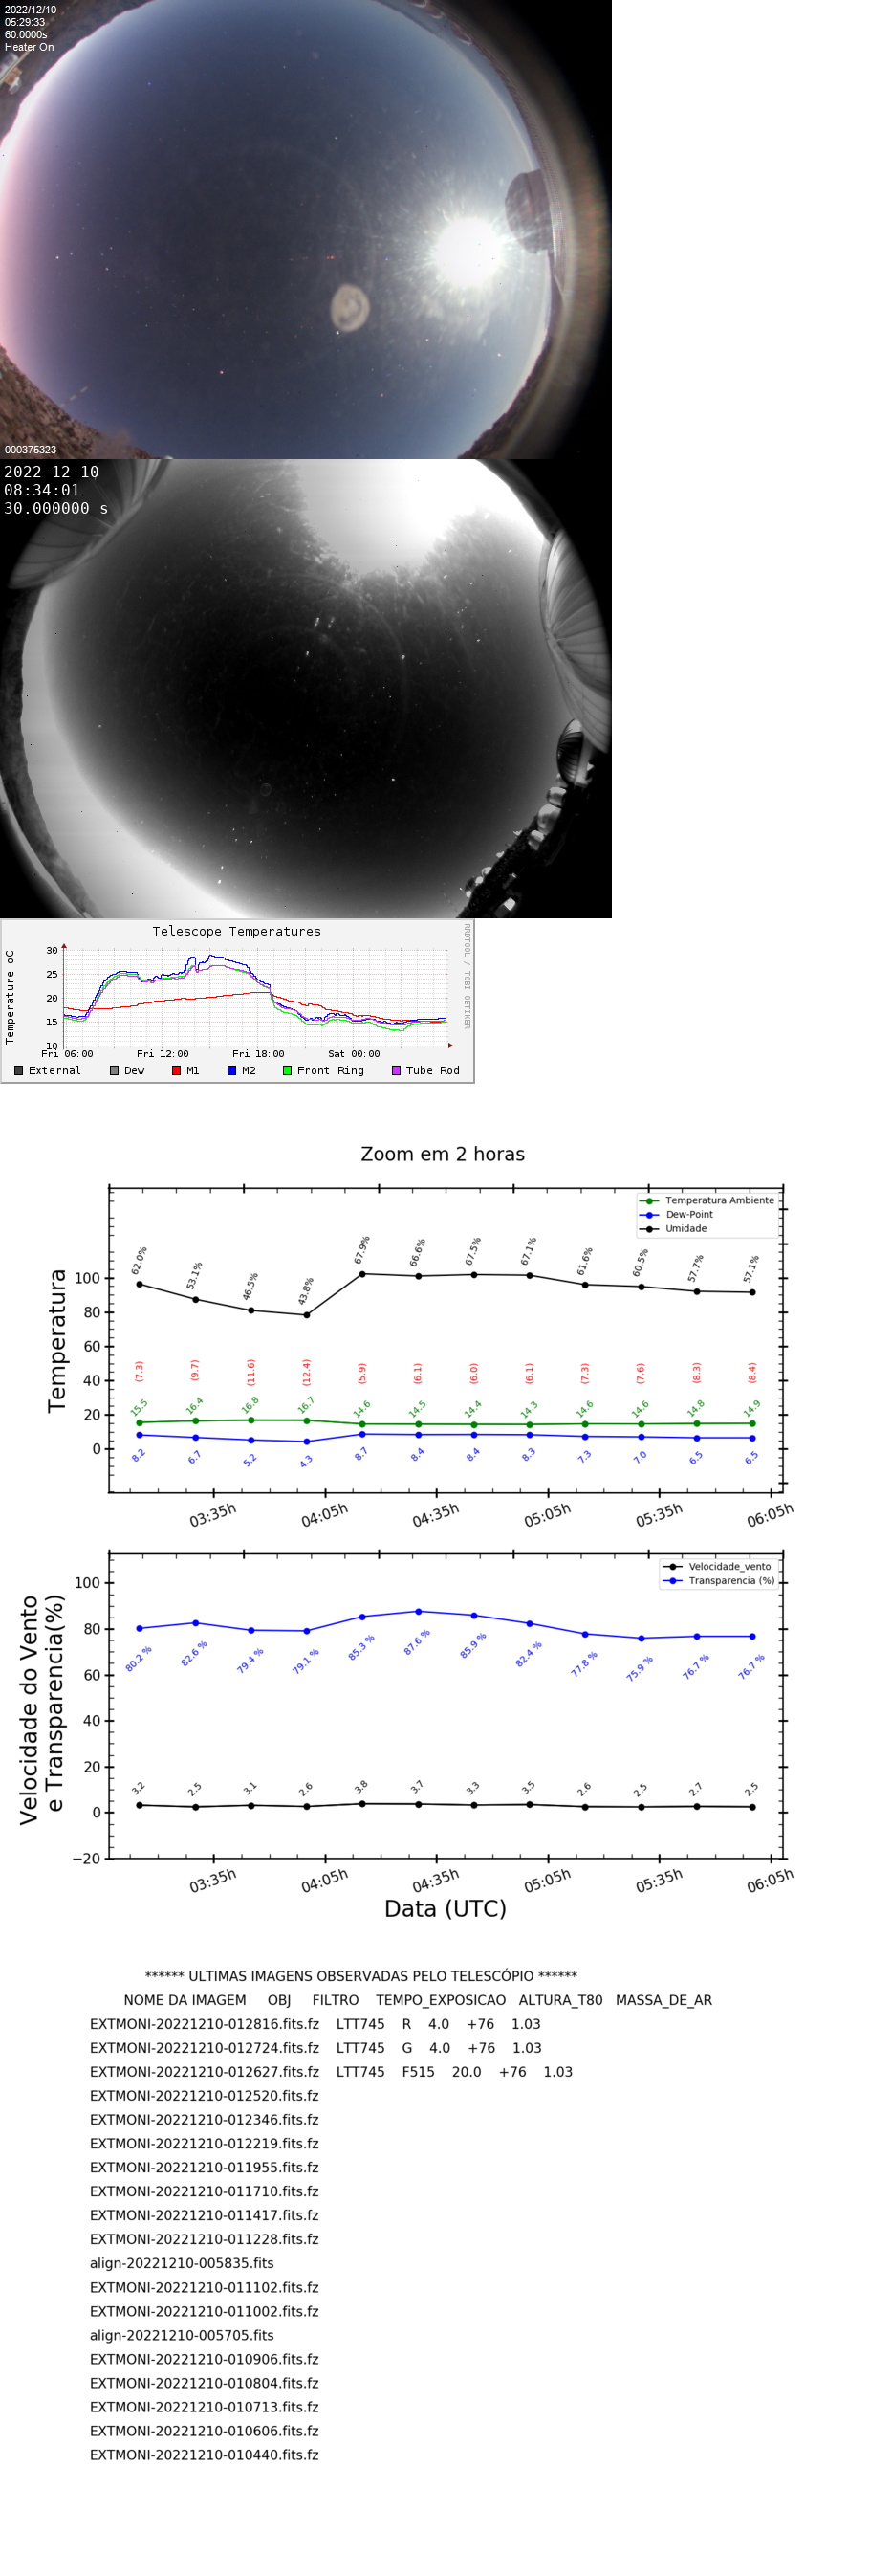 2022/12/10
05:29:33
60.0000s
Heater On
000375323
2022-12-10
08:34:01
30.000000 s
Telescope Temperatures
RRDTOOL / TOBI OETIKER
Temperature oC
30
25
20
15
10
Fri 06:00 Fri 12:00 Fri 18:00 Sat 00:00
External Dew M1 M2 Front Ring Tube Rod
Zoom em 2 horas
Temperatura Ambiente
Dew-Point
Umidade
Temperatura
100
80
60
40
20
0
62.0% 53.1% 46.5% 43.8% 67.9% 66.6% 67.5% 67.1% 61.6% 60.5% 57.7% 57.1%
(7.3) (9.7) (11.6) (12.4) (5.9) (6.1) (6.0) (6.1) (7.3) (7.6) (8.3) (8.4)
15.5 16.4 16.8 16.7 14.6 14.5 14.4 14.3 14.6 14.6 14.8 14.9
8.2 6.7 5.2 4.3 8.7 8.4 8.4 8.3 7.3 7.0 6.5 6.5
03:35h 04:05h 04:35h 05:05h 05:35h 06:05h
Velocidade_vento
Transparencia (%)
Velocidade do Vento
e Transparencia(%)
100
80
60
40
20
0
−20
80.2 % 82.6 % 79.4 % 79.1 % 85.3 % 87.6 % 85.9 % 82.4 % 77.8 % 75.9 % 76.7 % 76.7 %
3.2 2.5 3.1 2.6 3.8 3.7 3.3 3.5 2.6 2.5 2.7 2.5
03:35h 04:05h 04:35h 05:05h 05:35h 06:05h
Data (UTC)
****** ULTIMAS IMAGENS OBSERVADAS PELO TELESCÓPIO ******
NOME DA IMAGEM OBJ FILTRO TEMPO_EXPOSICAO ALTURA_T80 MASSA_DE_AR
EXTMONI-20221210-012816.fits.fz LTT745 R 4.0 +76 1.03
EXTMONI-20221210-012724.fits.fz LTT745 G 4.0 +76 1.03
EXTMONI-20221210-012627.fits.fz LTT745 F515 20.0 +76 1.03
EXTMONI-20221210-012520.fits.fz
EXTMONI-20221210-012346.fits.fz
EXTMONI-20221210-012219.fits.fz
EXTMONI-20221210-011955.fits.fz
EXTMONI-20221210-011710.fits.fz
EXTMONI-20221210-011417.fits.fz
EXTMONI-20221210-011228.fits.fz
align-20221210-005835.fits
EXTMONI-20221210-011102.fits.fz
EXTMONI-20221210-011002.fits.fz
align-20221210-005705.fits
EXTMONI-20221210-010906.fits.fz
EXTMONI-20221210-010804.fits.fz
EXTMONI-20221210-010713.fits.fz
EXTMONI-20221210-010606.fits.fz
EXTMONI-20221210-010440.fits.fz